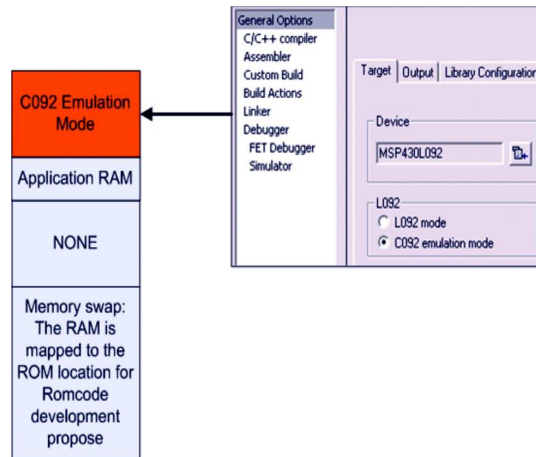 C092 Emulation
Mode
Application RAM
NONE
Memory swap:
The RAM is
mapped to the
ROM location for
Romcode
development
propose
General Options
C/C++ compiler
Assembler
Custom Build
Build Actions
Linker
Debugger
FET Debugger
Simulator
Target Output Library Configuration
Device
MSP430L092
L092
L092 mode
C092 emulation mode